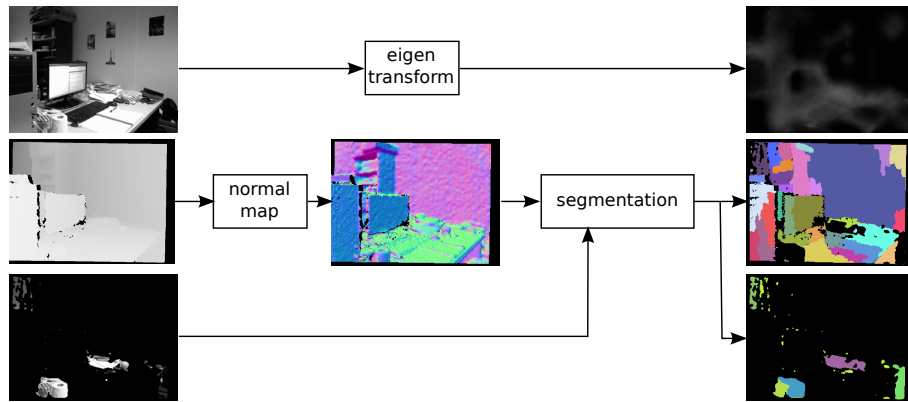 eigen
transform
normal
map
segmentation